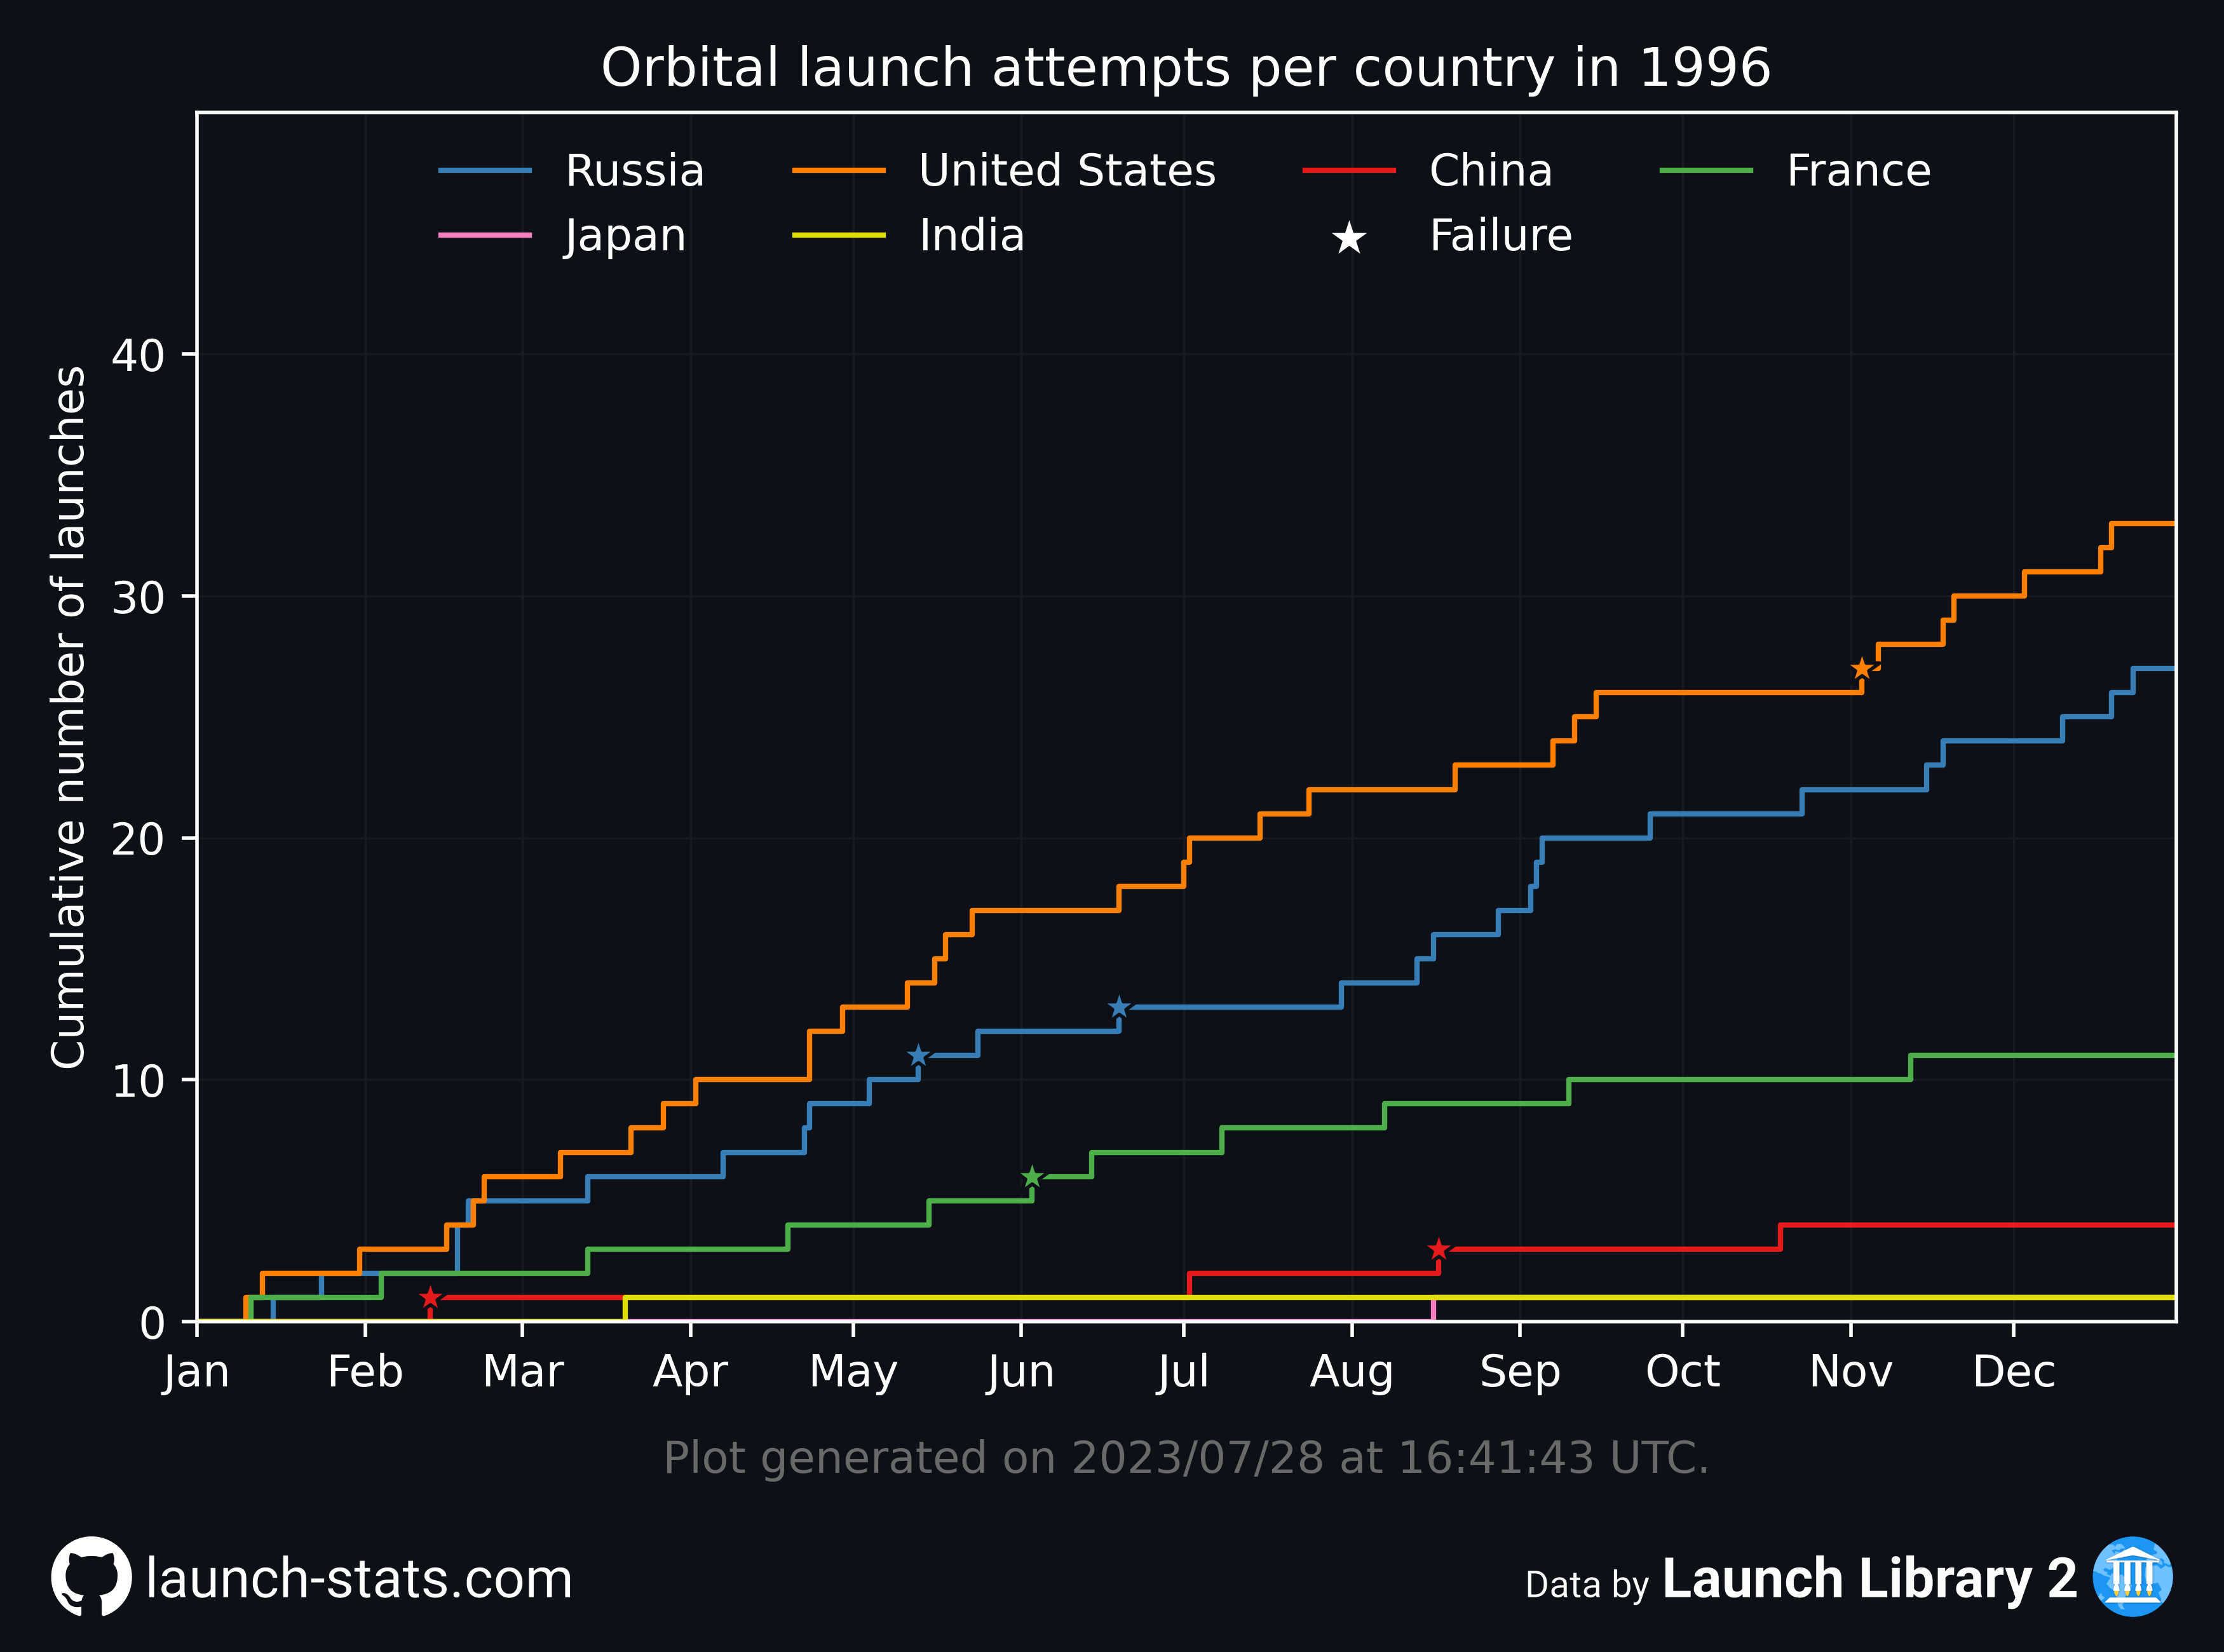 Orbital launch attempts per country in 1996
Russia United States China France
Japan India Failure
Cumulative number of launches
40
30
20
10
0
Jan Feb Mar Apr May Jun Jul Aug Sep Oct Nov Dec
Plot generated on 2023/07/28 at 16:41:43 UTC.
launch-stats.com
Data by Launch Library 2